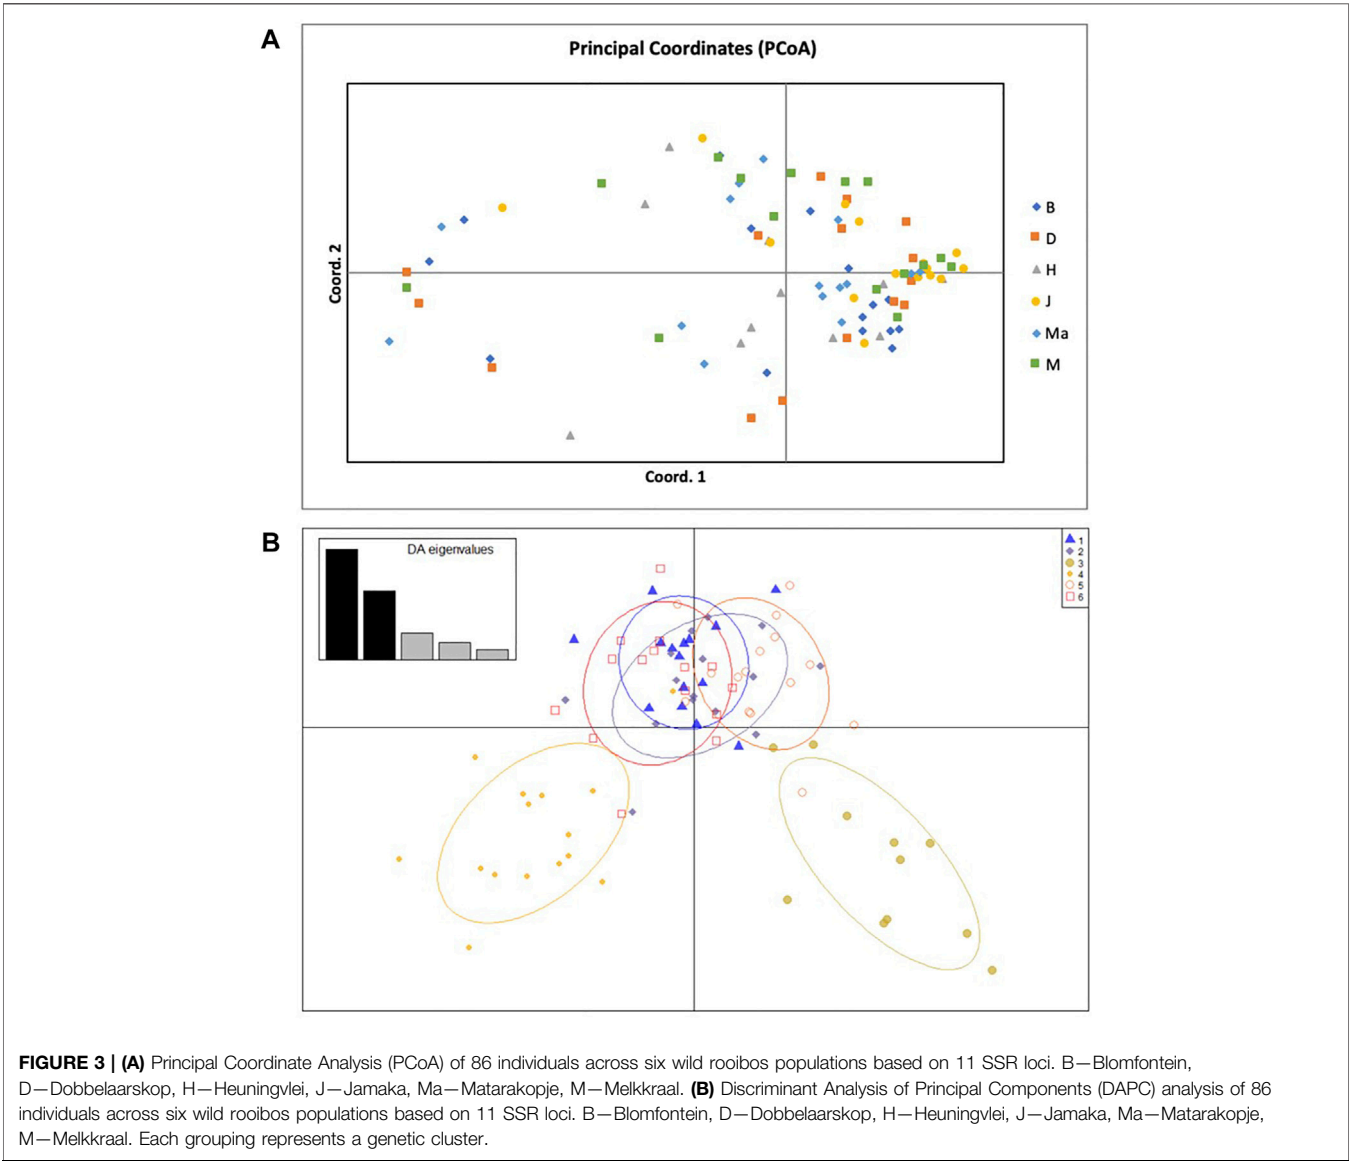 A
Principal Coordinates (PCoA)
Coord. 2
B
D
H
J
Ma
M
Coord. 1
B
DA eigenvalues
1
2
3
4
5
6
FIGURE 3 | (A) Principal Coordinate Analysis (PCoA) of 86 individuals across six wild rooibos populations based on 11 SSR loci. B—Blomfontein,
D—Dobbelaarskop, H—Heuningvlei, J—Jamaka, Ma—Matarakopje, M—Melkkraal. (B) Discriminant Analysis of Principal Components (DAPC) analysis of 86
individuals across six wild rooibos populations based on 11 SSR loci. B—Blomfontein, D—Dobbelaarskop, H—Heuningvlei, J—Jamaka, Ma—Matarakopje,
M—Melkkraal. Each grouping represents a genetic cluster.